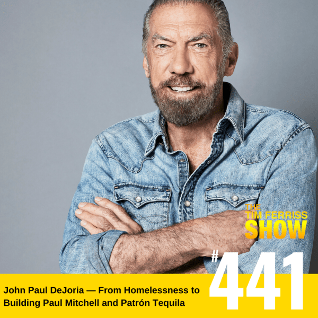 THE
TIM FERRISS
SHOW
#441
John Paul DeJoria — From Homelessness to
Building Paul Mitchell and Patrón Tequila